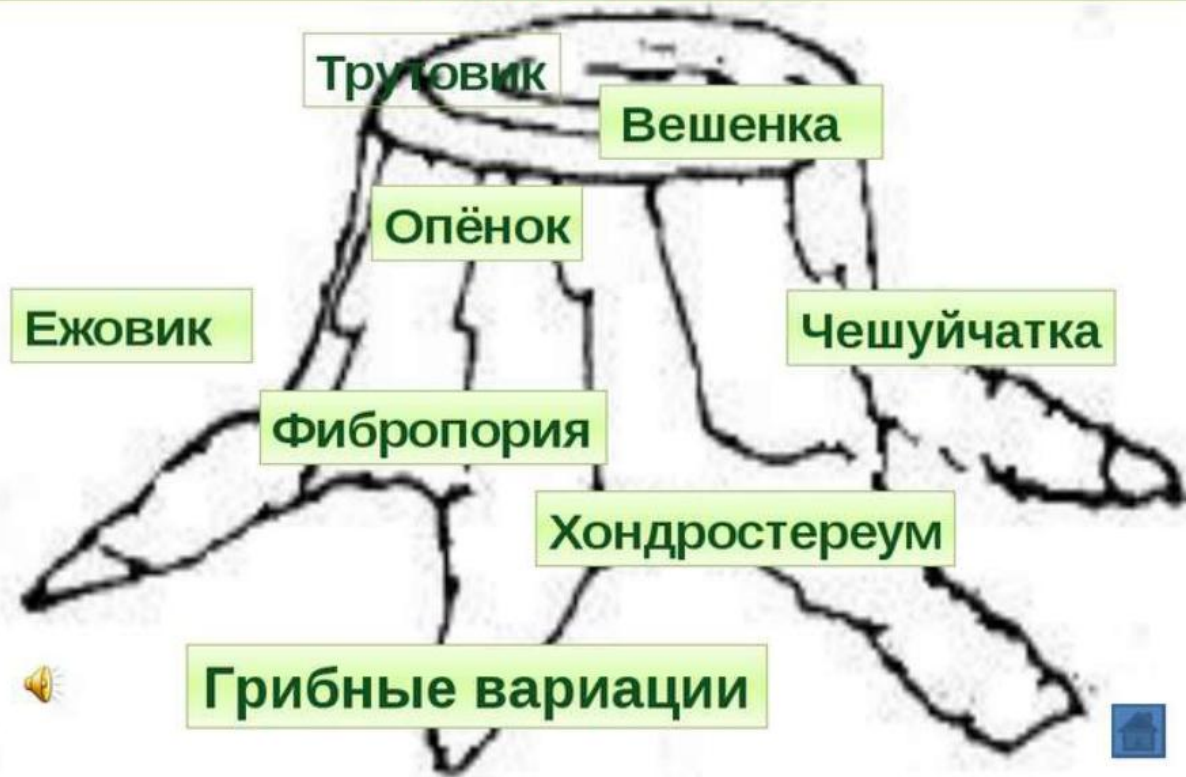 Трутовик
Вешенка
Опёнок
Ежовик
Чешуйчатка
Фибропория
Хондростереум
Грибные вариации